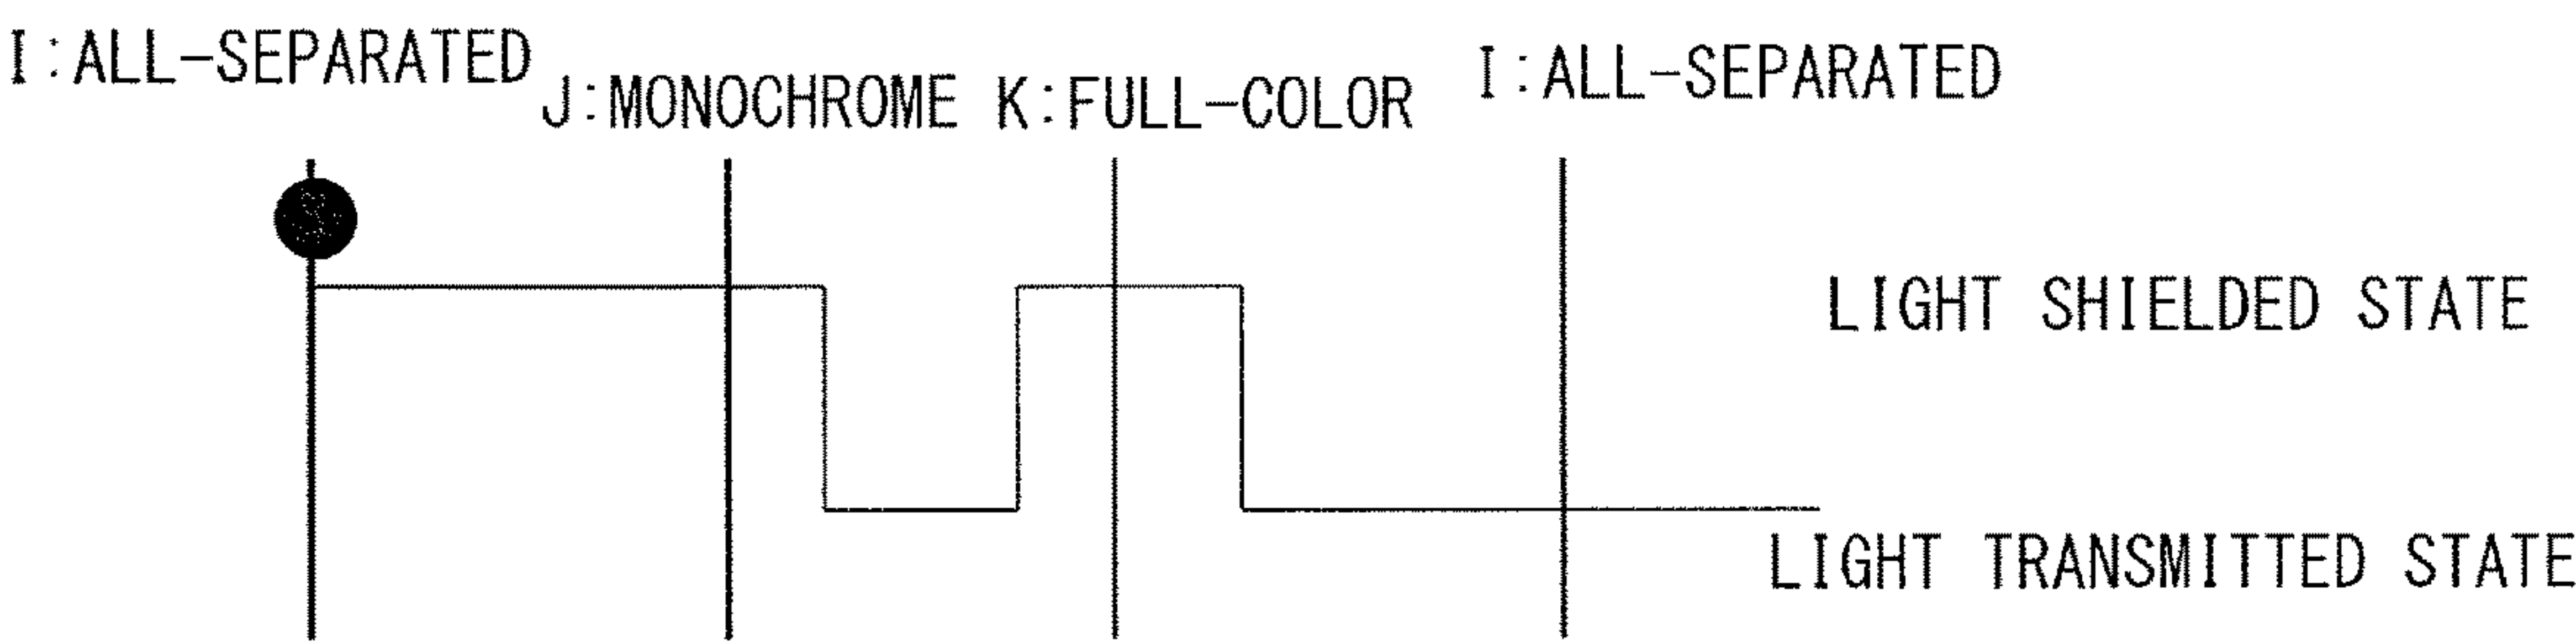 I:ALL-SEPARATED
J:MONOCHROME
K:FULL-COLOR
I:ALL-SEPARATED
LIGHT SHIELDED STATE
LIGHT TRANSMITTED STATE